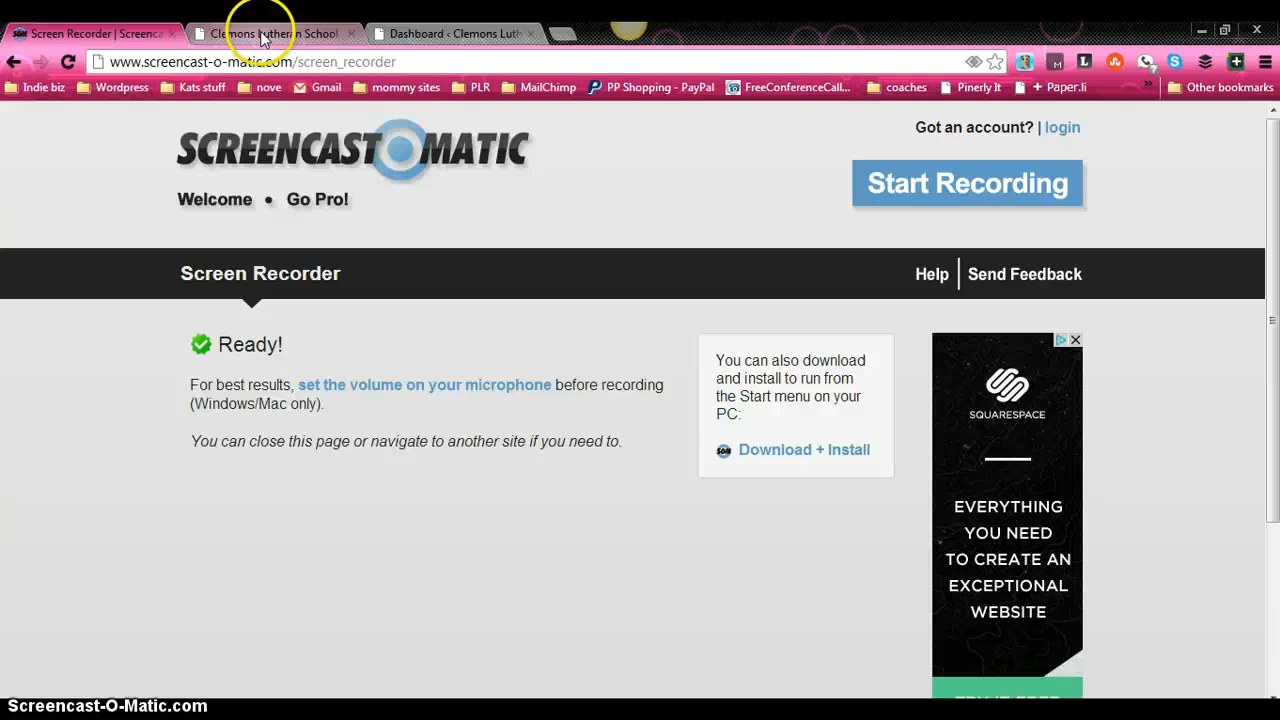 Screen Recorder | Screenca
Clemons Lutheran School
Dashboard ‹ Clemons Luth
www.screencast-o-matic.com/screen_recorder
Indie biz
Wordpress
Kats stuff
nove
Gmail
mommy sites
PLR
MailChimp
PP Shopping - PayPal
FreeConferenceCall...
coaches
Pinerly It
+ Paper.li
Other bookmarks
SCREENCAST O MATIC
Got an account? | login
Start Recording
Welcome • Go Pro!
Screen Recorder
Help
Send Feedback
Ready!
For best results, set the volume on your microphone before recording
(Windows/Mac only).
You can close this page or navigate to another site if you need to.
You can also download
and install to run from
the Start menu on your
PC:
SOM Download + Install
SQUARESPACE
EVERYTHING
YOU NEED
TO CREATE AN
EXCEPTIONAL
WEBSITE
Screencast-O-Matic.com